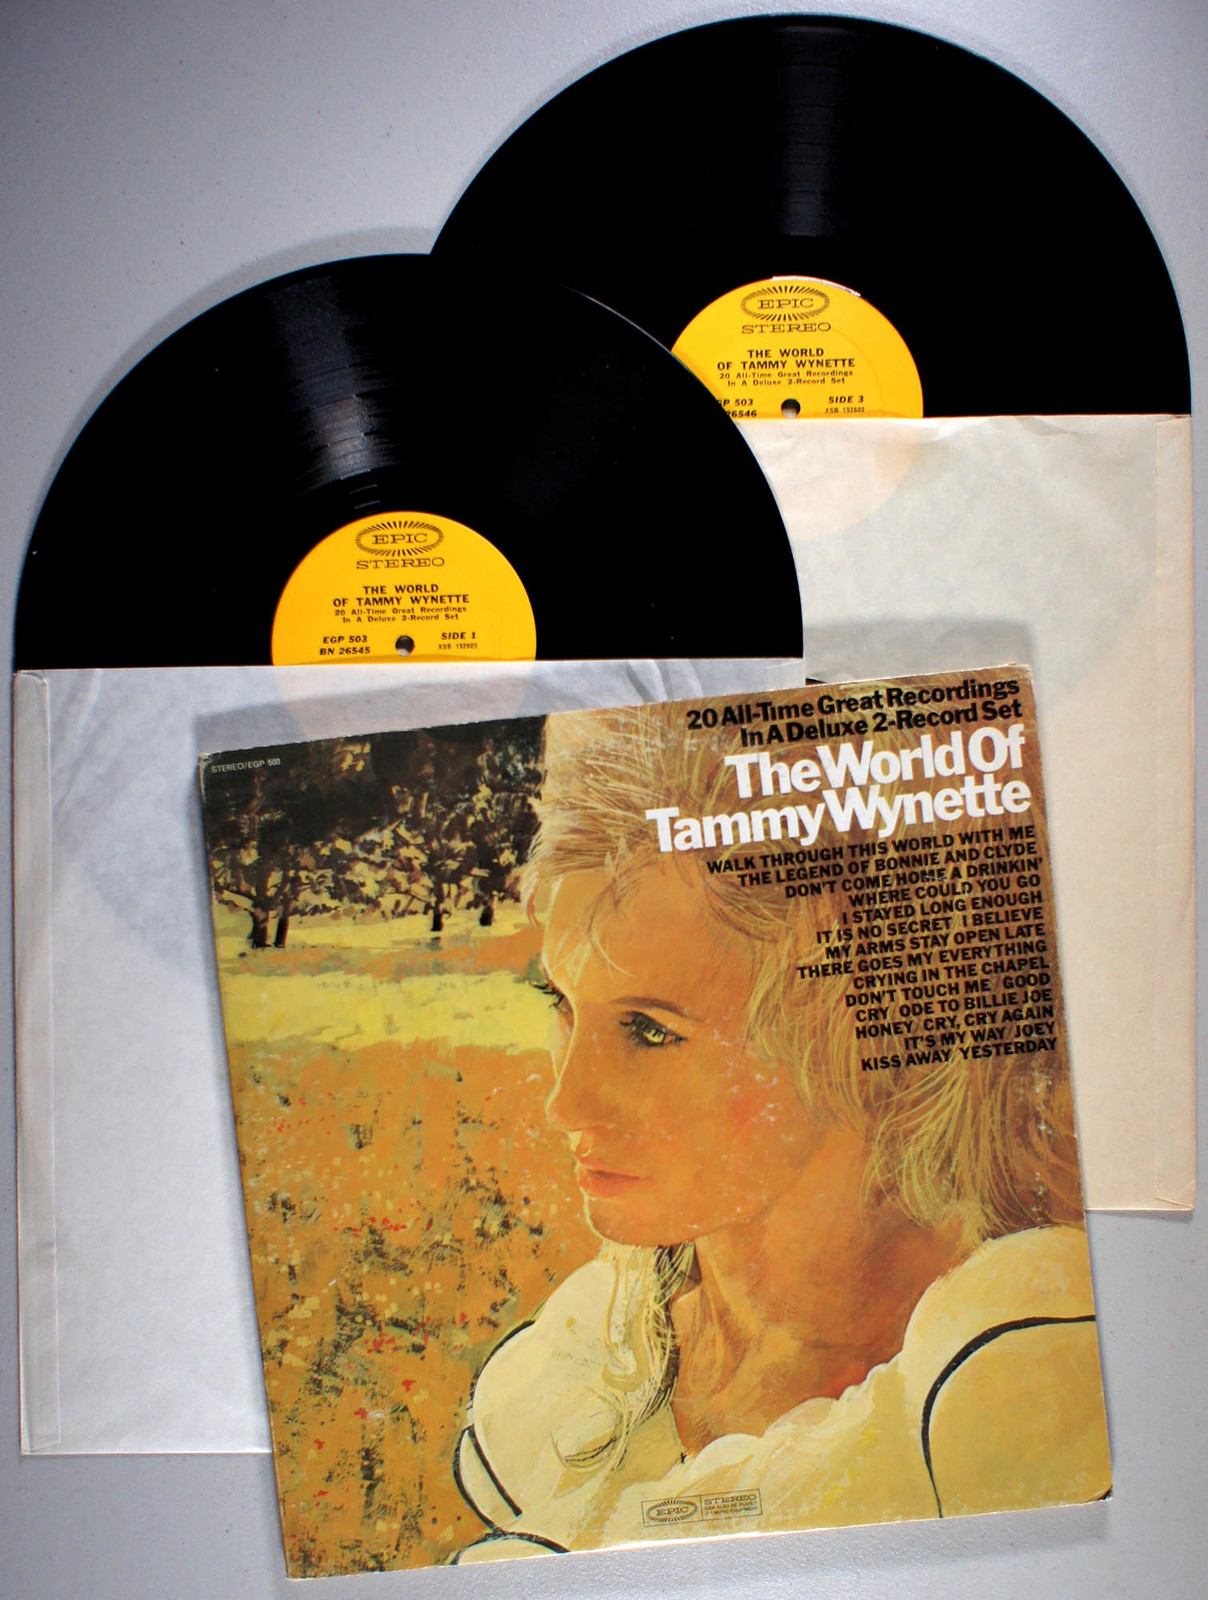 EPIC
STEREO
THE WORLD
OF TAMMY WYNETTE
20 All-Time Great Recordings
In A Deluxe 2-Record Set
GP 503 SIDE 3
26546 XSB 152602
EPIC
STEREO
THE WORLD
OF TAMMY WYNETTE
20 All-Time Great Recordings
In A Deluxe 2-Record Set
EGP 503 SIDE 1
BN 26545
STEREO/EGP 503
20 All-Time Great Recordings
In A Deluxe 2-Record Set
The World Of
Tammy Wynette
WALK THROUGH THIS WORLD WITH ME
THE LEGEND OF BONNIE AND CLYDE
DON'T COME HOME A DRINKIN'
WHERE COULD YOU GO
I STAYED LONG ENOUGH
IT IS NO SECRET / I BELIEVE
MY ARMS STAY OPEN LATE
THERE GOES MY EVERYTHING
CRYING IN THE CHAPEL
DON'T TOUCH ME / GOOD
CRY / ODE TO BILLIE JOE
HONEY / CRY, CRY AGAIN
IT'S MY WAY / JOEY
KISS AWAY / YESTERDAY
EPIC STEREO